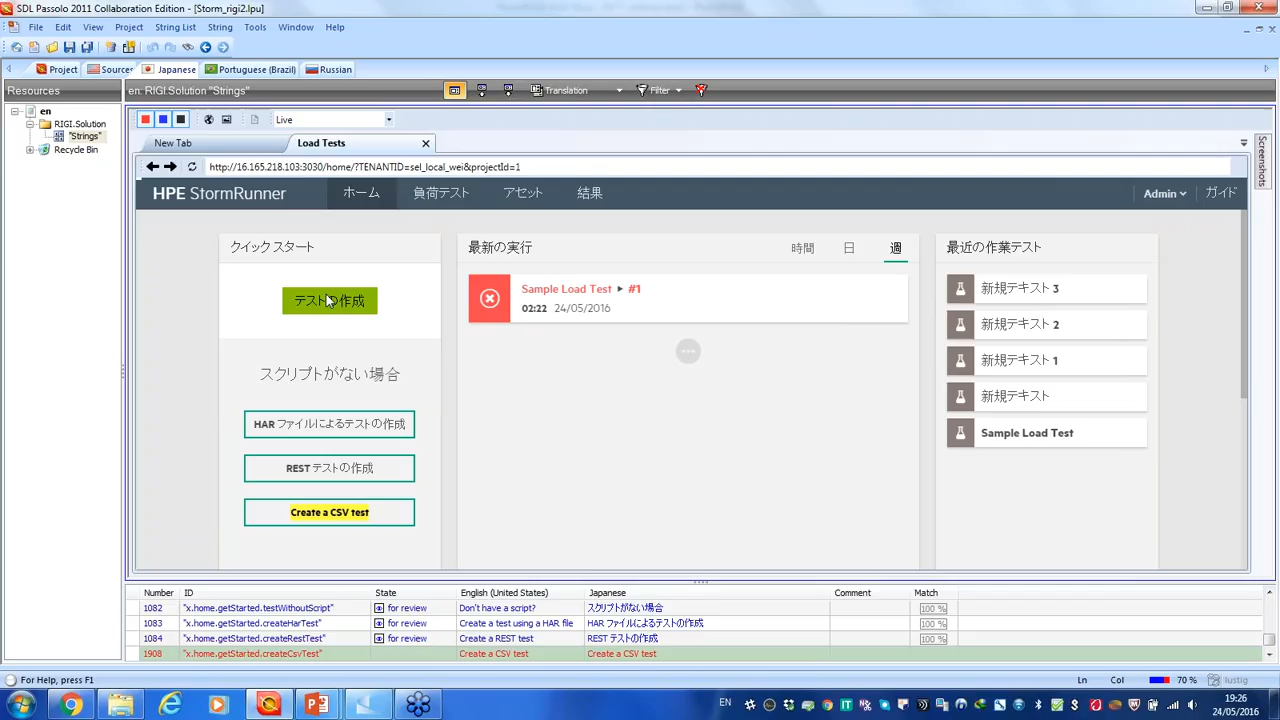 SDL Passolo 2011 Collaboration Edition - [Storm_rigi2.lpu]
File Edit View Project String List String Tools Window Help
Project Sources Japanese Portuguese (Brazil) Russian
Resources
en: RIGI.Solution "Strings"
Translation Filter
en
RIGI.Solution
"Strings"
Recycle Bin
Live
New Tab Load Tests
http://16.165.218.103:3030/home/?TENANTID=sel_local_wei&projectId=1
HPE StormRunner ホーム 負荷テスト アセット 結果 Admin ガイド
クイック スタート
テストの作成
スクリプトがない場合
HAR ファイルによるテストの作成
REST テストの作成
Create a CSV test
最新の実行 時間 日 週
Sample Load Test ▸ #1
02:22 24/05/2016
最近の作業テスト
新規テキスト 3
新規テキスト 2
新規テキスト 1
新規テキスト
Sample Load Test
Screenshots
Number ID State English (United States) Japanese Comment Match
1082 "x.home.getStarted.testWithoutScript" for review Don't have a script? スクリプトがない場合 100 %
1083 "x.home.getStarted.createHarTest" for review Create a test using a HAR file HAR ファイルによるテストの作成 100 %
1084 "x.home.getStarted.createRestTest" for review Create a REST test REST テストの作成 100 %
1908 "x.home.getStarted.createCsvTest" Create a CSV test Create a CSV test
For Help, press F1 Ln Col 70 % lustig
EN 19:26
24/05/2016